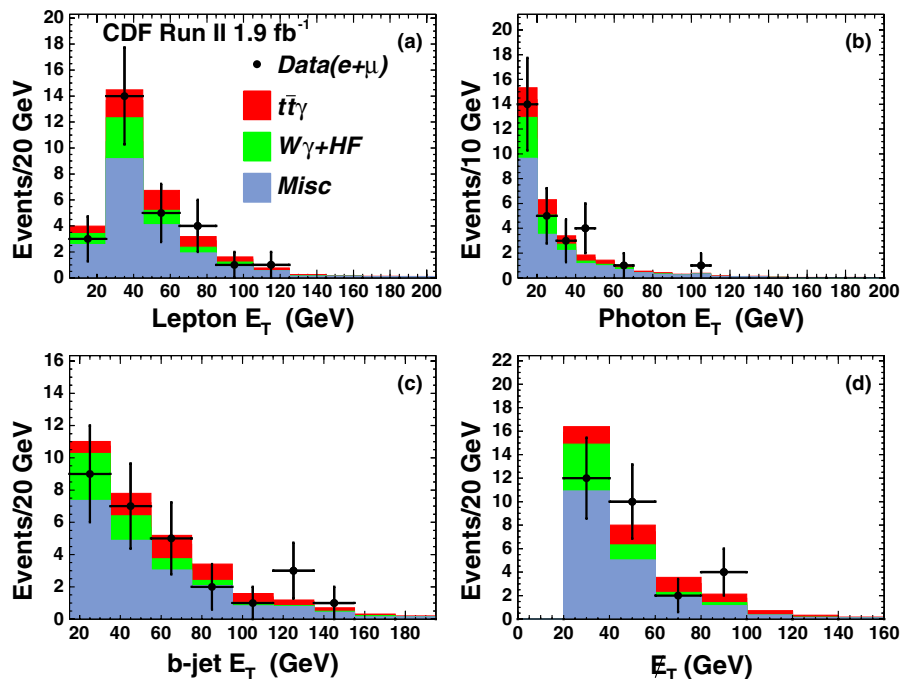 CDF Run II 1.9 fb⁻¹
(a)
Data(e+μ)
tt̄γ
Wγ+HF
Misc
Events/20 GeV
0
2
4
6
8
10
12
14
16
18
20
20 40 60 80 100 120 140 160 180 200
Lepton E_T (GeV)
(b)
Events/10 GeV
0
2
4
6
8
10
12
14
16
18
20
20 40 60 80 100 120 140 160 180 200
Photon E_T (GeV)
(c)
Events/20 GeV
0
2
4
6
8
10
12
14
16
20 40 60 80 100 120 140 160 180
b-jet E_T (GeV)
(d)
Events/20 GeV
0
2
4
6
8
10
12
14
16
18
20
22
0 20 40 60 80 100 120 140 160
E̸_T (GeV)